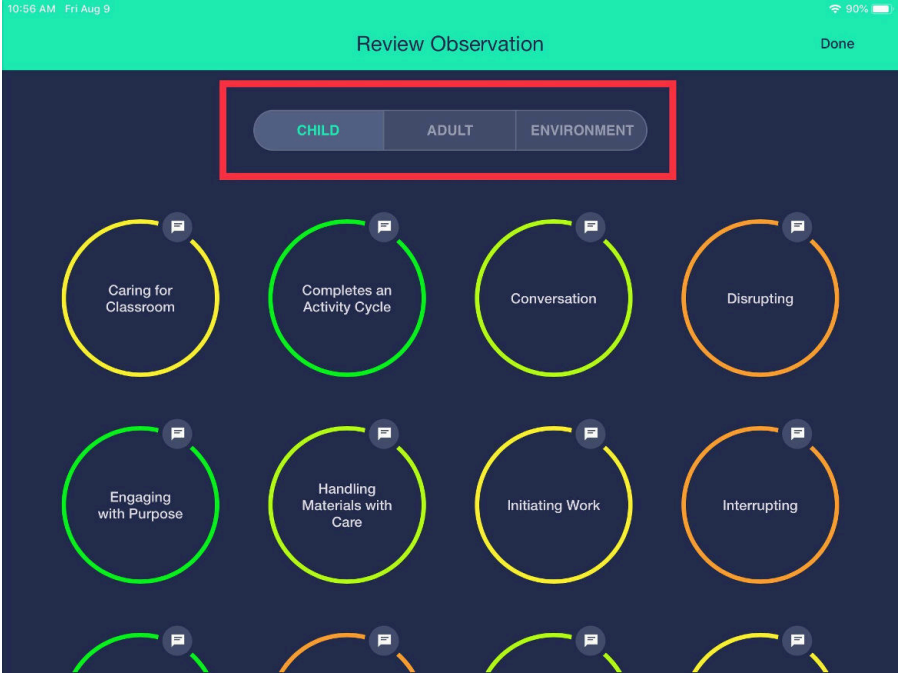 10:56 AM Fri Aug 9
90%
Review Observation
Done
CHILD
ADULT
ENVIRONMENT
Caring for
Classroom
Completes an
Activity Cycle
Conversation
Disrupting
Engaging
with Purpose
Handling
Materials with
Care
Initiating Work
Interrupting